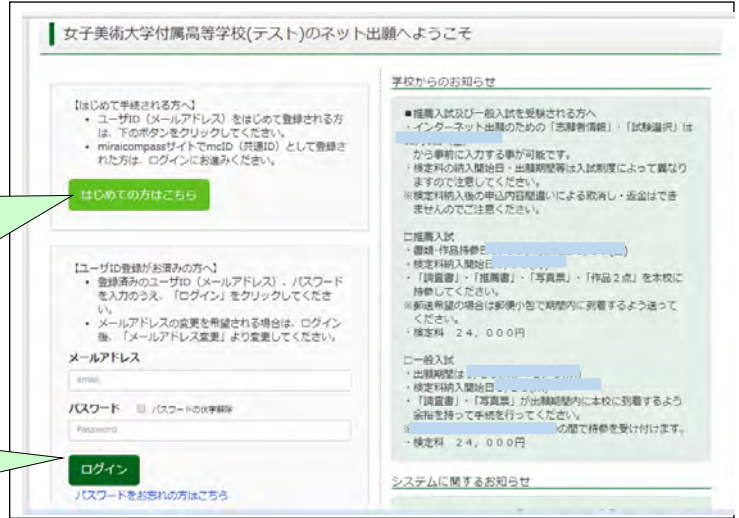 女子美術大学付属高等学校(テスト)のネット出願へようこそ
【はじめて手続される方へ】
• ユーザID（メールアドレス）をはじめて登録される方
は、下のボタンをクリックしてください。
• miraicompassサイトでmcID（共通ID）として登録さ
れた方は、ログインにお進みください。
はじめての方はこちら
【ユーザID登録がお済みの方へ】
• 登録済みのユーザID（メールアドレス）、パスワード
を入力のうえ、「ログイン」をクリックしてくださ
い。
• メールアドレスの変更を希望される場合は、ログイン
後、「メールアドレス変更」より変更してください。
メールアドレス
email
パスワード □ パスワードの伏字解除
Password
ログイン
パスワードをお忘れの方はこちら
学校からのお知らせ
■推薦入試及び一般入試を受験される方へ
・インターネット出願のための「志願者情報」・「試験選択」は
から事前に入力する事が可能です。
・検定料の納入開始日・出願期間等は入試制度によって異なり
ますので注意してください。
※検定料納入後の申込内容間違いによる取消し・返金はでき
ませんのでご注意ください。
□推薦入試
・書類・作品持参日
・検定料納入開始日
・「調査書」・「推薦書」・「写真票」・「作品２点」を本校に
持参してください。
※郵送希望の場合は郵便小包で期間内に到着するよう送って
ください。
・検定料　２４，０００円
□一般入試
・出願期間は
・検定料納入開始日
・「調査書」・「写真票」が出願期間内に本校に到着するよう
余裕を持って手続を行ってください。
※の間で持参を受け付けます。
・検定料　２４，０００円
システムに関するお知らせ